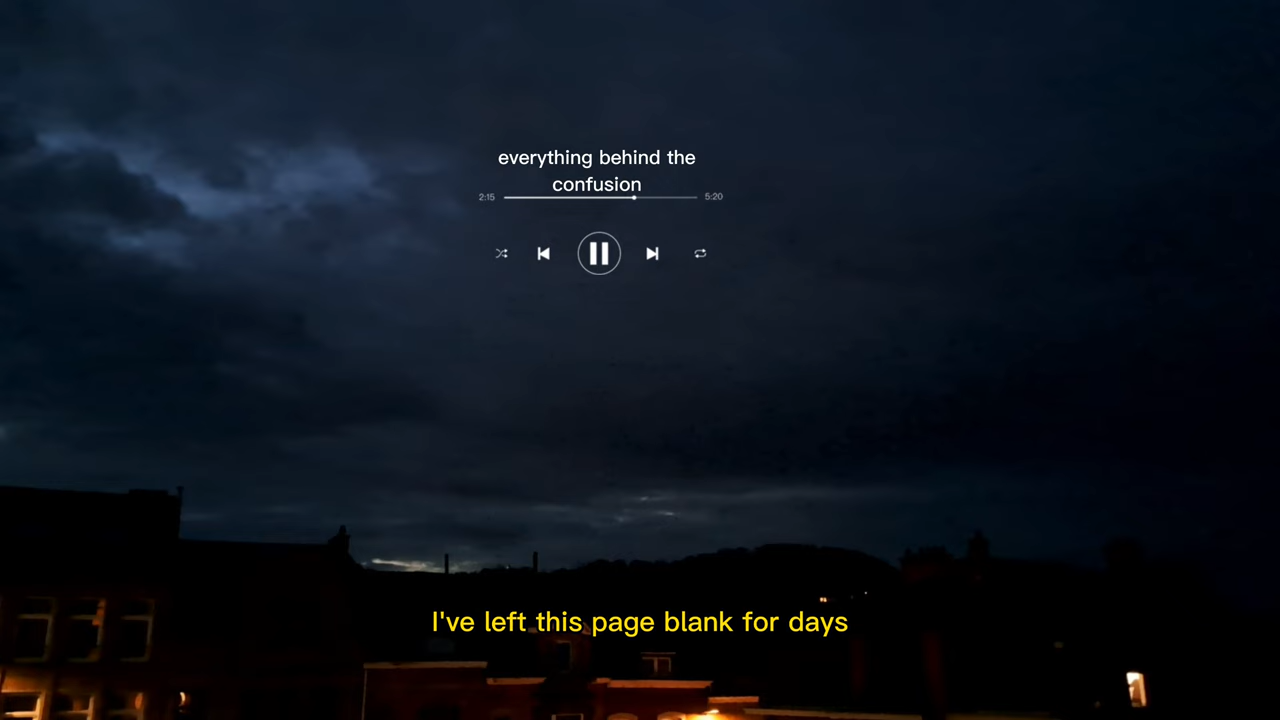 everything behind the
confusion
2:15
5:20
I've left this page blank for days